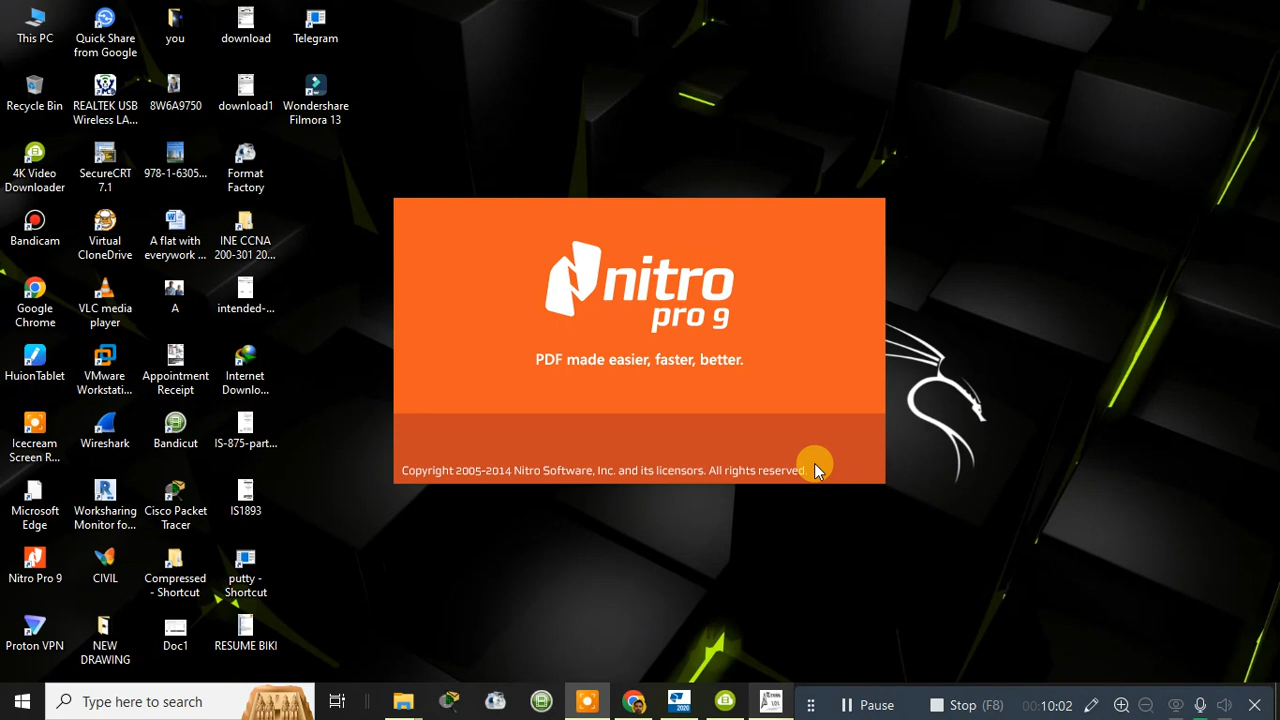 This PC
Quick Share
from Google
you
download
Telegram
Recycle Bin
REALTEK USB
Wireless LA...
8W6A9750
download1
Wondershare
Filmora 13
4K Video
Downloader
SecureCRT
7.1
978-1-6305...
Format
Factory
Bandicam
Virtual
CloneDrive
A flat with
everywork ...
INE CCNA
200-301 20...
Google
Chrome
VLC media
player
A
intended-...
HuionTablet
VMware
Workstati...
Appointment
Receipt
Internet
Downlo...
Icecream
Screen R...
Wireshark
Bandicut
IS-875-part...
Microsoft
Edge
Worksharing
Monitor fo...
Cisco Packet
Tracer
IS1893
Nitro Pro 9
CIVIL
Compressed
- Shortcut
putty -
Shortcut
Proton VPN
NEW
DRAWING
Doc1
RESUME BIKI
nitro
pro 9
PDF made easier, faster, better.
Copyright 2005-2014 Nitro Software, Inc. and its licensors. All rights reserved.
Type here to search
2020
Pause
Stop (F8)
00:10:02